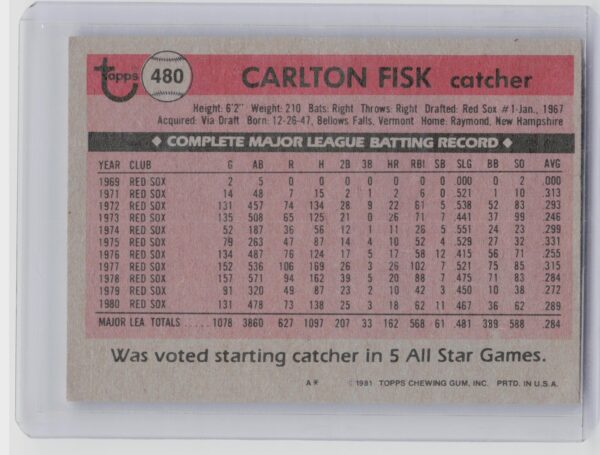 Topps 480 CARLTON FISK catcher
Height: 6'2" Weight: 210 Bats: Right Throws: Right Drafted: Red Sox #1-Jan., 1967
Acquired: Via Draft Born: 12-26-47, Bellows Falls, Vermont Home: Raymond, New Hampshire
◆ COMPLETE MAJOR LEAGUE BATTING RECORD ◆
YEAR CLUB G AB R H 2B 3B HR RBI SB SLG BB SO AVG
1969 RED SOX 2 5 0 0 0 0 0 0 0 .000 0 2 .000
1971 RED SOX 14 48 7 15 2 1 2 6 0 .521 1 10 .313
1972 RED SOX 131 457 74 134 28 9 22 61 5 .538 52 83 .293
1973 RED SOX 135 508 65 125 21 0 26 71 7 .441 37 99 .246
1974 RED SOX 52 187 36 56 12 1 11 26 5 .551 24 23 .299
1975 RED SOX 79 263 47 87 14 4 10 52 4 .529 27 32 .331
1976 RED SOX 134 487 76 124 17 5 17 58 12 .415 56 71 .255
1977 RED SOX 152 536 106 169 26 3 26 102 7 .521 75 85 .315
1978 RED SOX 157 571 94 162 39 5 20 88 7 .475 71 83 .284
1979 RED SOX 91 320 49 87 23 2 10 42 3 .450 10 38 .272
1980 RED SOX 131 478 73 138 25 3 18 62 11 .467 36 62 .289
MAJOR LEA TOTALS ..... 1078 3860 627 1097 207 33 162 568 61 .481 389 588 .284
Was voted starting catcher in 5 All Star Games.
A* ©1981 TOPPS CHEWING GUM, INC. PRTD. IN U.S.A.